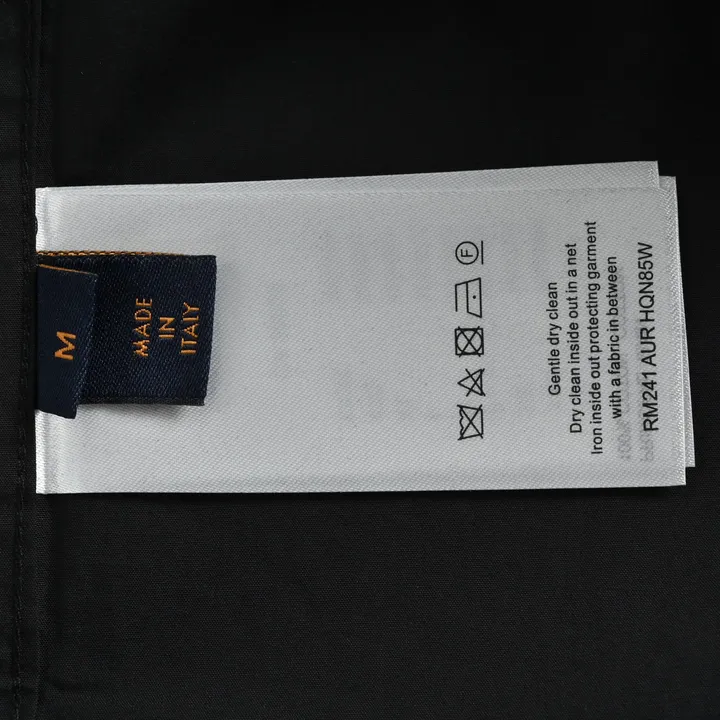 M
MADE
IN
ITALY
F
Gentle dry clean
Dry clean inside out in a net
Iron inside out protecting garment
with a fabric in between
RM241 AUR HQN85W